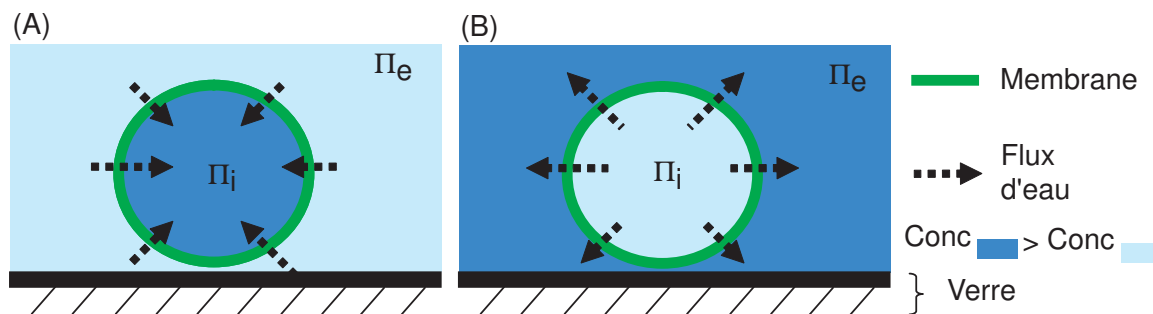 (A)
Πe
Πi
(B)
Πe
Πi
Membrane
Flux
d'eau
Conc > Conc
} Verre